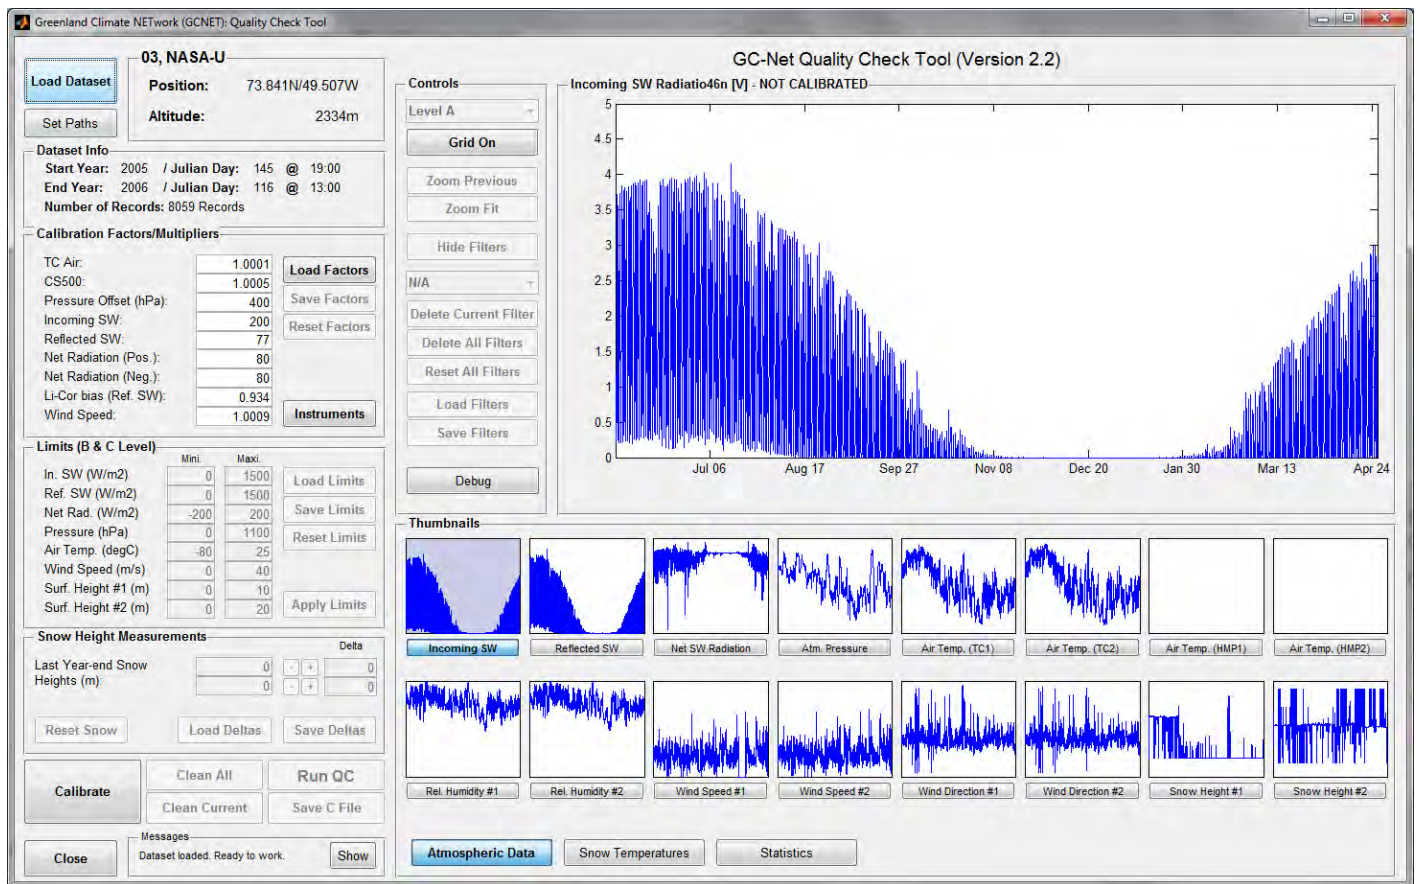 Greenland Climate NETwork (GCNET): Quality Check Tool
GC-Net Quality Check Tool (Version 2.2)
Load Dataset
Set Paths
03, NASA-U
Position: 73.841N/49.507W
Altitude: 2334m
Dataset Info
Start Year: 2005 / Julian Day: 145 @ 19:00
End Year: 2006 / Julian Day: 116 @ 13:00
Number of Records: 8059 Records
Calibration Factors/Multipliers
TC Air: 1.0001
CS500: 1.0005
Pressure Offset (hPa): 400
Incoming SW: 200
Reflected SW: 77
Net Radiation (Pos.): 80
Net Radiation (Neg.): 80
Li-Cor bias (Ref. SW): 0.934
Wind Speed: 1.0009
Load Factors
Save Factors
Reset Factors
Instruments
Limits (B & C Level)
Mini. Maxi.
In. SW (W/m2) 0 1500
Ref. SW (W/m2) 0 1500
Net Rad. (W/m2) -200 200
Pressure (hPa) 0 1100
Air Temp. (degC) -80 25
Wind Speed (m/s) 0 40
Surf. Height #1 (m) 0 10
Surf. Height #2 (m) 0 20
Load Limits
Save Limits
Reset Limits
Apply Limits
Snow Height Measurements
Delta
Last Year-end Snow
Heights (m):
0 - + 0
0 - + 0
Reset Snow Load Deltas Save Deltas
Calibrate
Clean All Run QC
Clean Current Save C File
Close
Messages
Dataset loaded. Ready to work.
Show
Controls
Level A
Grid On
Zoom Previous
Zoom Fit
Hide Filters
N/A
Delete Current Filter
Delete All Filters
Reset All Filters
Load Filters
Save Filters
Debug
Incoming SW Radiatio46n [V] - NOT CALIBRATED
5
4.5
4
3.5
3
2.5
2
1.5
1
0.5
0
Jul 06 Aug 17 Sep 27 Nov 08 Dec 20 Jan 30 Mar 13 Apr 24
Thumbnails
Incoming SW Reflected SW Net SW Radiation Atm. Pressure Air Temp. (TC1) Air Temp. (TC2) Air Temp. (HMP1) Air Temp. (HMP2)
Rel. Humidity #1 Rel. Humidity #2 Wind Speed #1 Wind Speed #2 Wind Direction #1 Wind Direction #2 Snow Height #1 Snow Height #2
Atmospheric Data Snow Temperatures Statistics